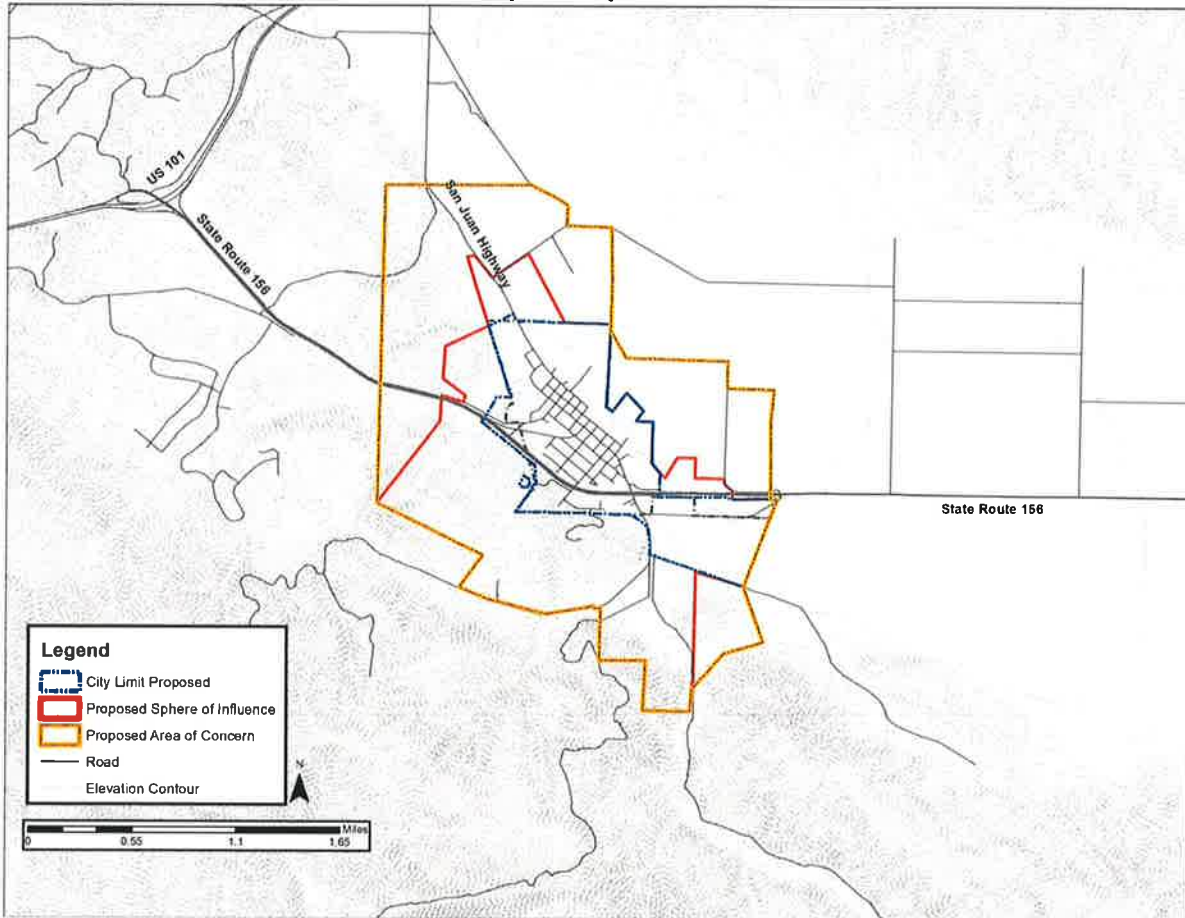 US 101
State Route 156
San Juan Highway
State Route 156
Legend
City Limit Proposed
Proposed Sphere of Influence
Proposed Area of Concern
Road
Elevation Contour
N
Miles
0 0.55 1.1 1.65